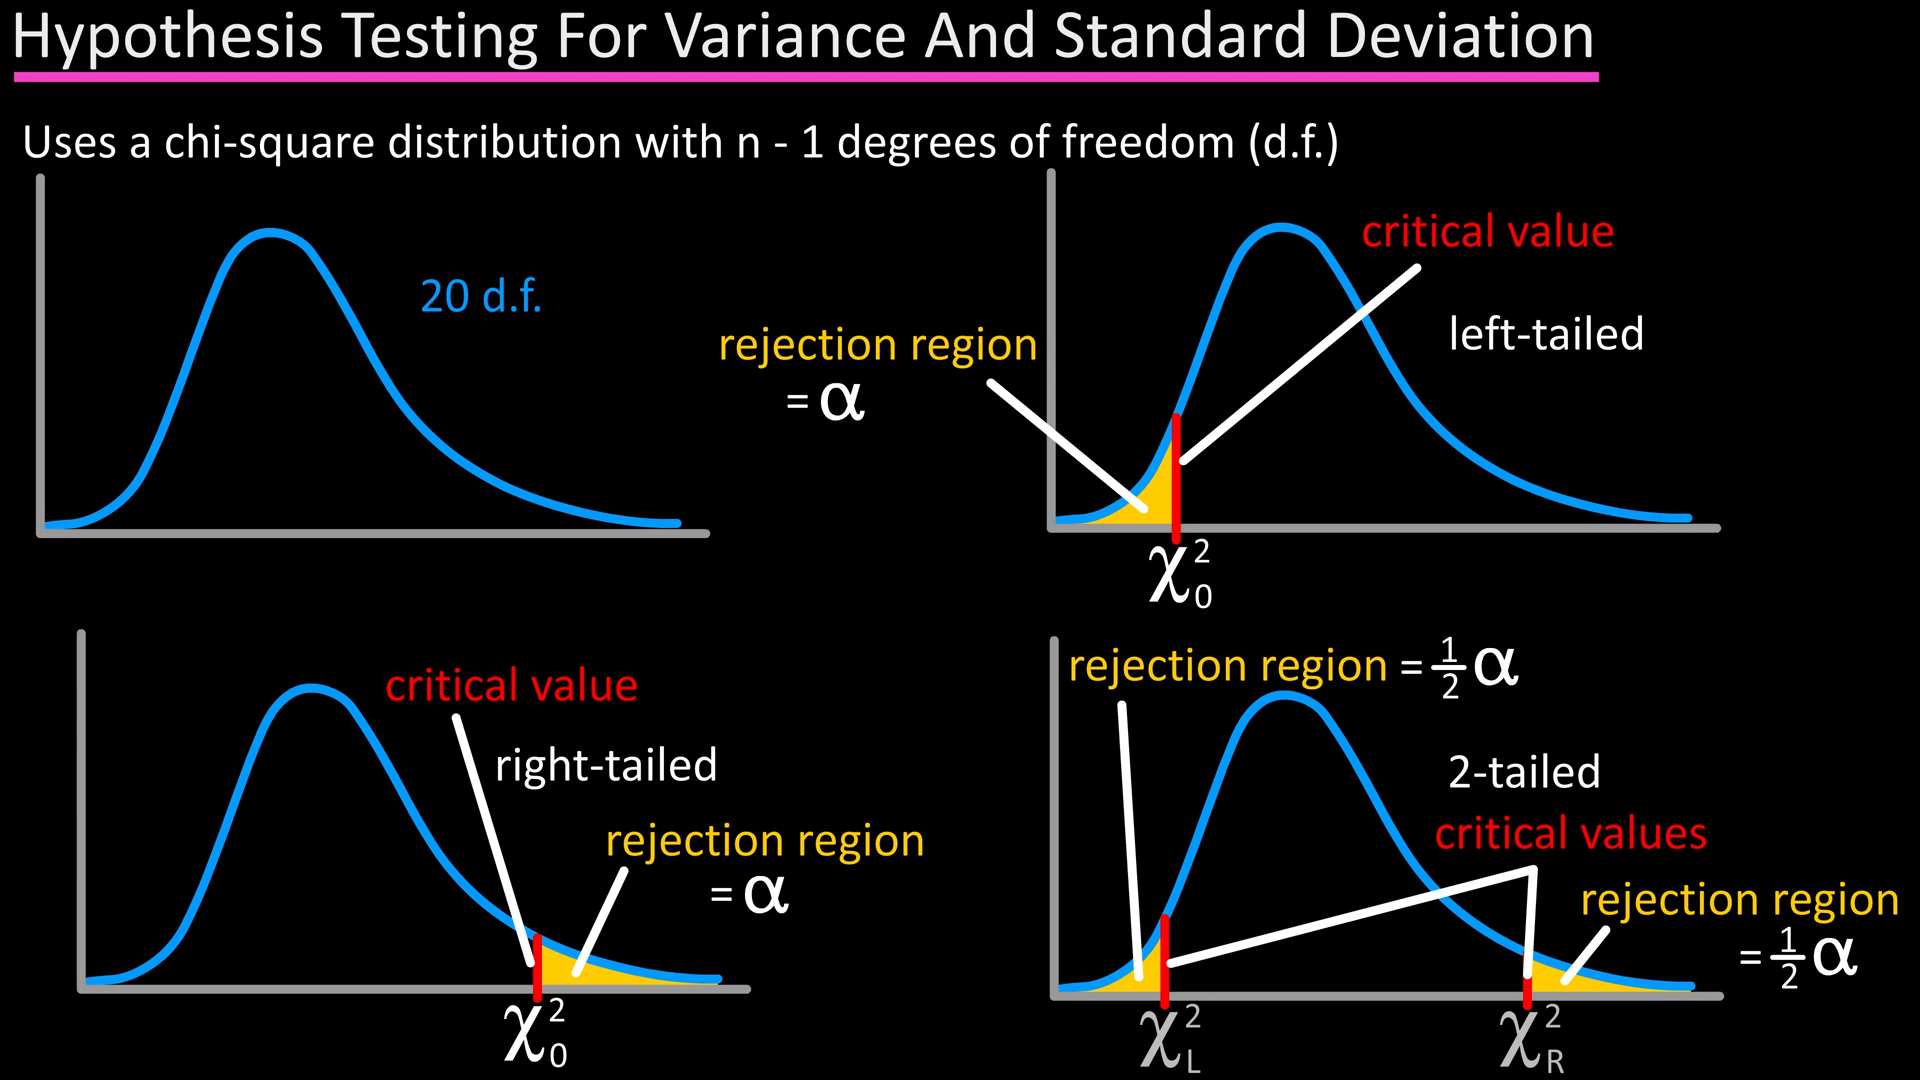 Hypothesis Testing For Variance And Standard Deviation
Uses a chi-square distribution with n - 1 degrees of freedom (d.f.)
20 d.f.
rejection region
= α
critical value
left-tailed
χ²₀
critical value
right-tailed
rejection region
= α
χ²₀
rejection region = ½ α
2-tailed
critical values
rejection region
= ½ α
χ²L
χ²R